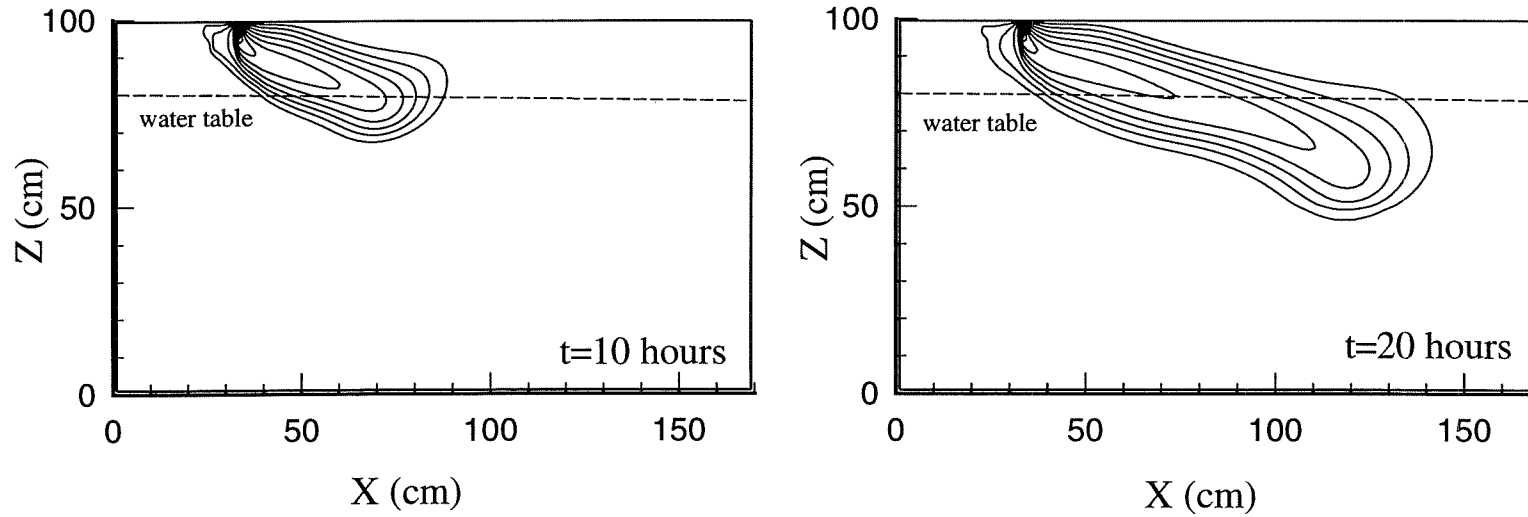 100
50
0
Z (cm)
water table
t=10 hours
0 50 100 150
X (cm)
100
50
0
Z (cm)
water table
t=20 hours
0 50 100 150
X (cm)